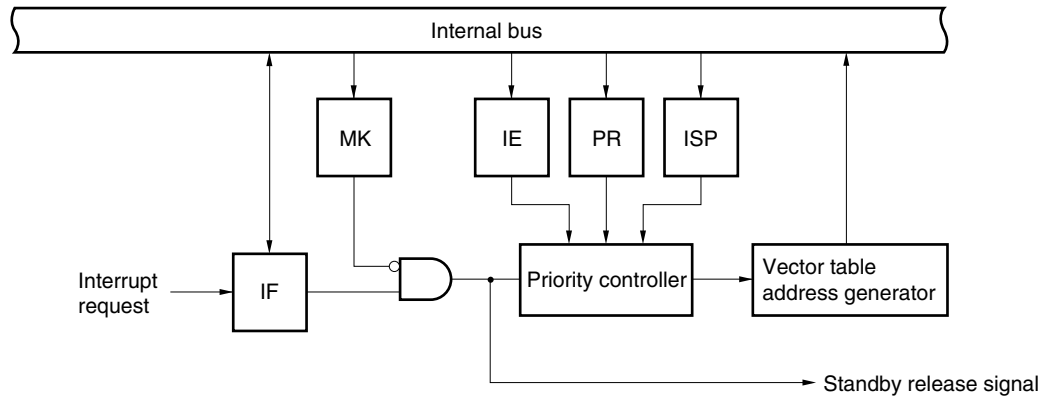 Internal bus
MK
IE
PR
ISP
Interrupt
request
IF
Priority controller
Vector table
address generator
Standby release signal